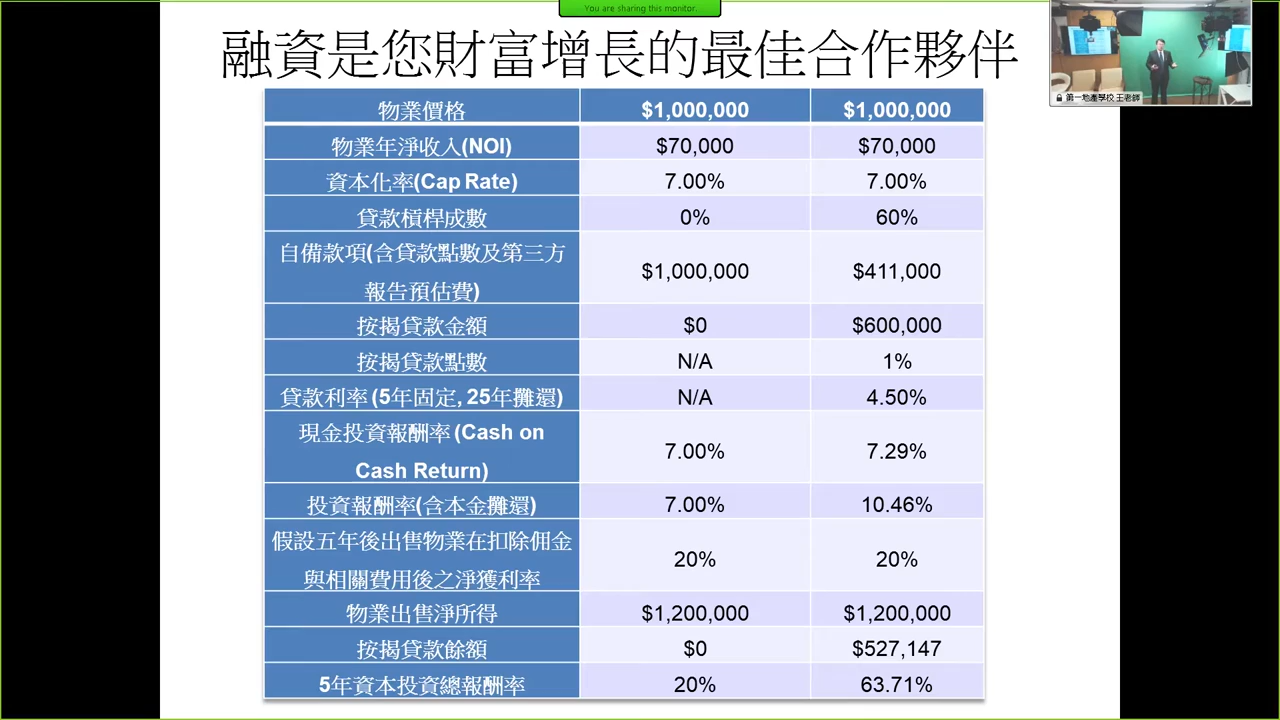 You are sharing this monitor.
融資是您財富增長的最佳合作夥伴
第一地產學校 王老師
物業價格 $1,000,000 $1,000,000
物業年淨收入(NOI) $70,000 $70,000
資本化率(Cap Rate) 7.00% 7.00%
貸款槓桿成數 0% 60%
自備款項(含貸款點數及第三方
報告預估費) $1,000,000 $411,000
按揭貸款金額 $0 $600,000
按揭貸款點數 N/A 1%
貸款利率 (5年固定, 25年攤還) N/A 4.50%
現金投資報酬率 (Cash on
Cash Return) 7.00% 7.29%
投資報酬率(含本金攤還) 7.00% 10.46%
假設五年後出售物業在扣除佣金
與相關費用後之淨獲利率 20% 20%
物業出售淨所得 $1,200,000 $1,200,000
按揭貸款餘額 $0 $527,147
5年資本投資總報酬率 20% 63.71%